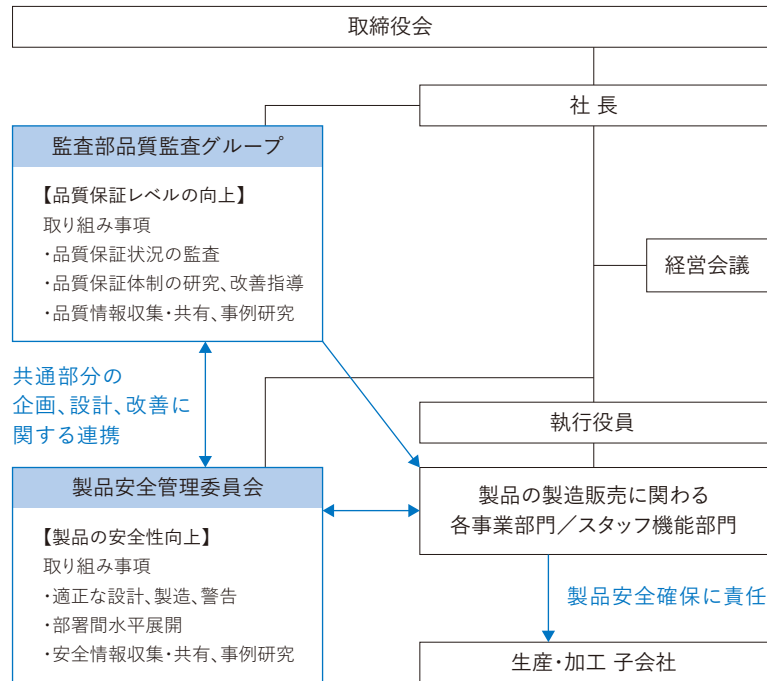 取締役会
社 長
監査部品質監査グループ
【品質保証レベルの向上】
取り組み事項
・品質保証状況の監査
・品質保証体制の研究、改善指導
・品質情報収集・共有、事例研究
経営会議
共通部分の
企画、設計、改善に
関する連携
執行役員
製品安全管理委員会
【製品の安全性向上】
取り組み事項
・適正な設計、製造、警告
・部署間水平展開
・安全情報収集・共有、事例研究
製品の製造販売に関わる
各事業部門／スタッフ機能部門
製品安全確保に責任
生産・加工 子会社